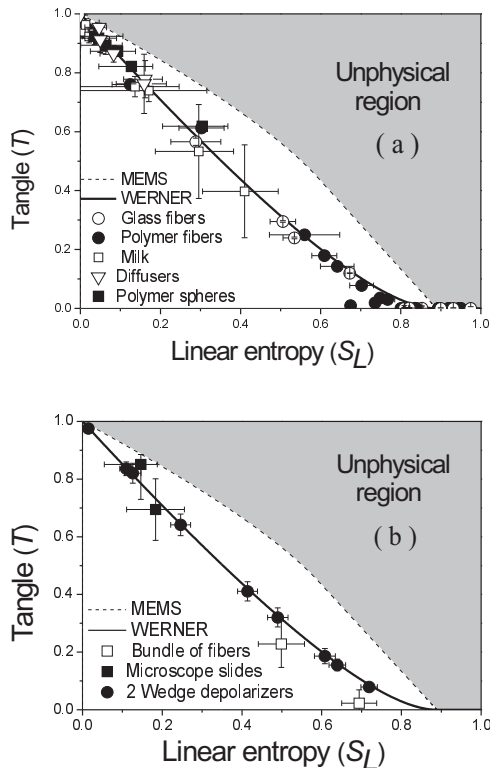 1.0
0.8
0.6
0.4
0.2
0.0
Tangle (T)
Unphysical
region
( a )
MEMS
WERNER
Glass fibers
Polymer fibers
Milk
Diffusers
Polymer spheres
0.0 0.2 0.4 0.6 0.8 1.0
Linear entropy (S_L)
1.0
0.8
0.6
0.4
0.2
0.0
Tangle (T)
Unphysical
region
( b )
MEMS
WERNER
Bundle of fibers
Microscope slides
2 Wedge depolarizers
0.0 0.2 0.4 0.6 0.8 1.0
Linear entropy (S_L)